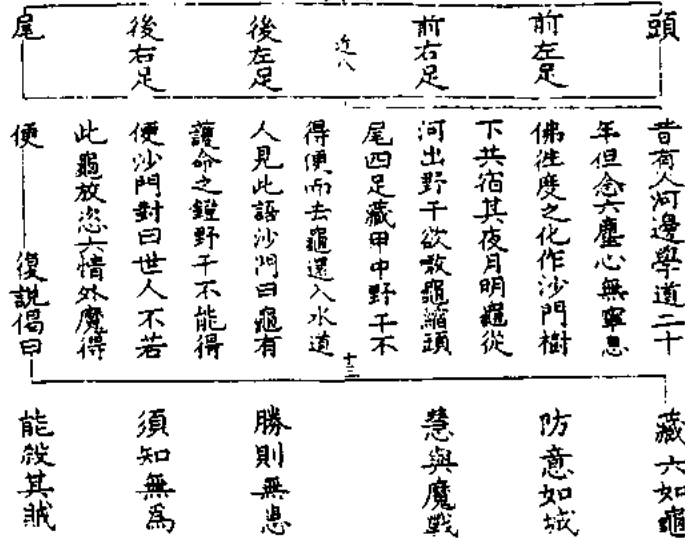 頭
前左足
前右足
近八
後左足
後右足
尾
昔有人河邊學道二十
年但念六塵心無寧息
佛往度之化作沙門樹
下共宿其夜月明龜從
河出野干欲敢龜縮頭
尾四足藏甲中野干不
得便而去龜還入水道
人見此語沙門曰龜有
護命之鎧野干不能得
便沙門對曰世人不若
此龜放恣六情外魔得
便
復説偈曰
十三
藏六如龜
防意如城
慧與魔戰
勝則無患
須知無為
能殺其賊